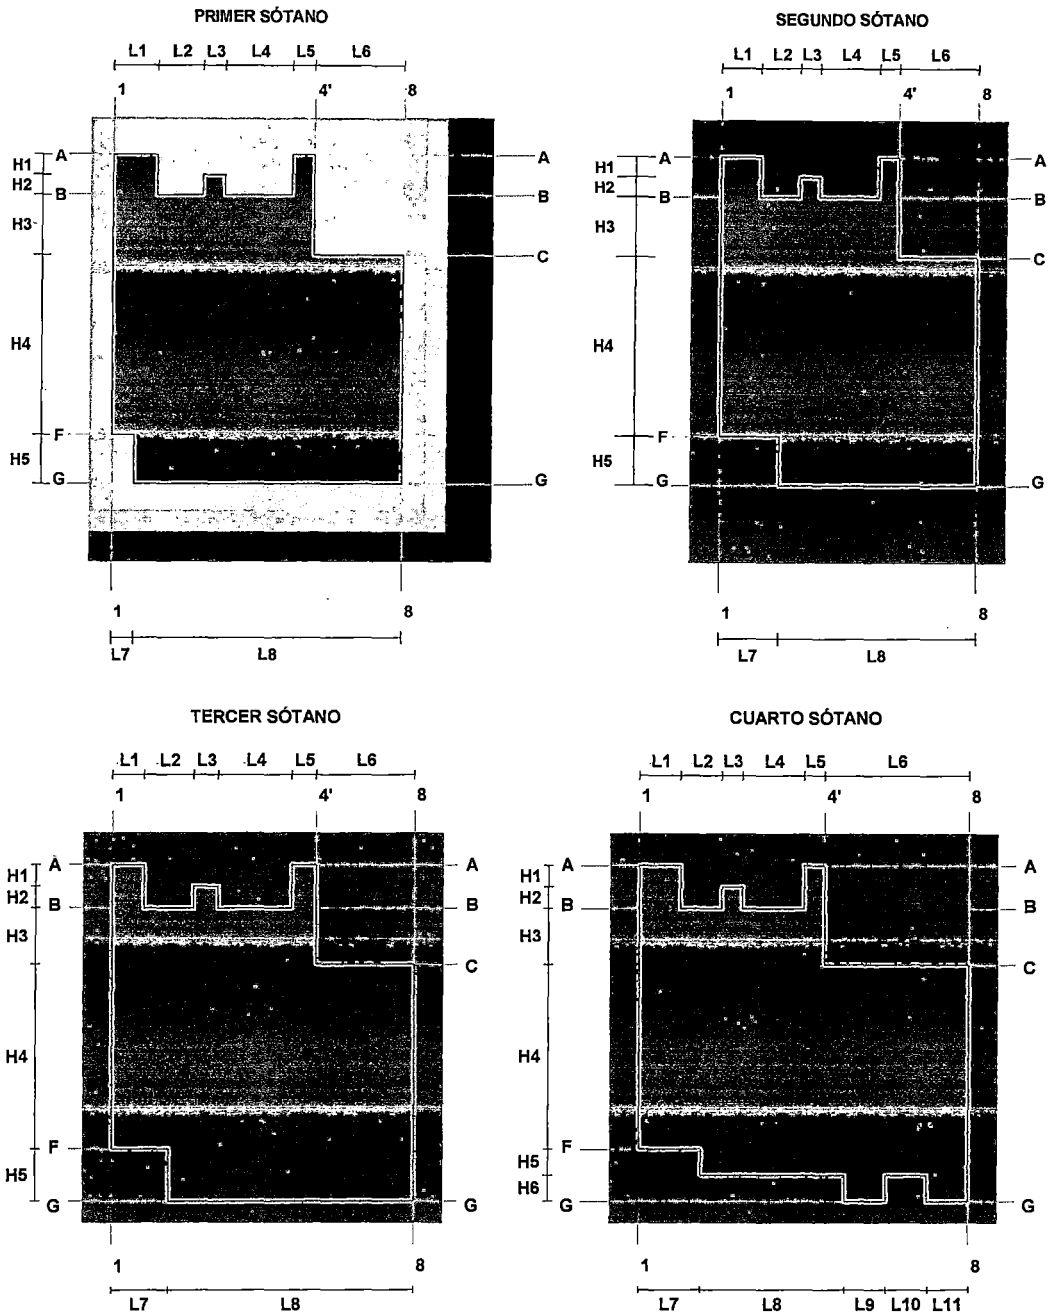 PRIMER SÓTANO
L1 L2 L3 L4 L5 L6
1 4' 8
H1 A A
H2
B B
H3
C
H4
F
H5
G G
1 8
L7 L8
SEGUNDO SÓTANO
L1 L2 L3 L4 L5 L6
1 4' 8
H1 A A
H2
B B
H3
C
H4
F
H5
G G
1 8
L7 L8
TERCER SÓTANO
L1 L2 L3 L4 L5 L6
1 4' 8
A A
H1
H2
B B
H3
C
H4
F
H5
G G
1 8
L7 L8
CUARTO SÓTANO
L1 L2 L3 L4 L5 L6
1 4' 8
A A
H1
H2
B B
H3
C
H4
F
H5
H6
G G
1 8
L7 L8 L9 L10 L11